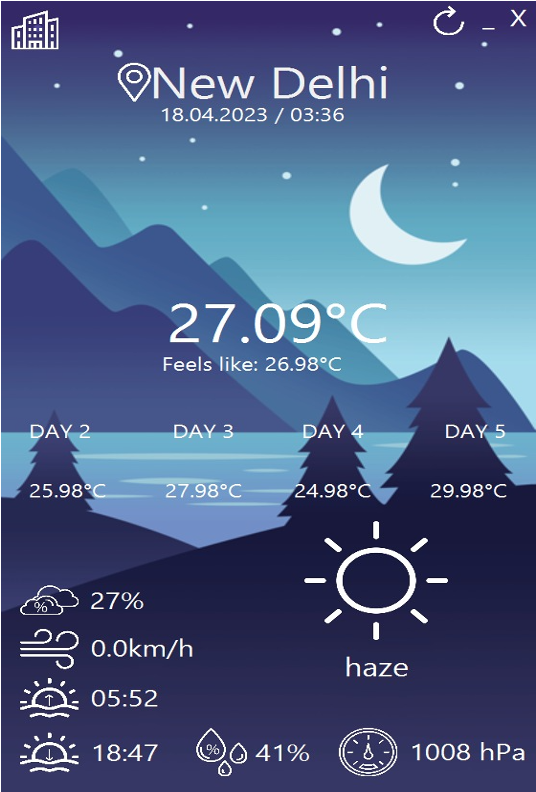 _ X
New Delhi
18.04.2023 / 03:36
27.09°C
Feels like: 26.98°C
DAY 2 DAY 3 DAY 4 DAY 5
25.98°C 27.98°C 24.98°C 29.98°C
% 27%
0.0km/h
haze
05:52
18:47 % 41% 1008 hPa